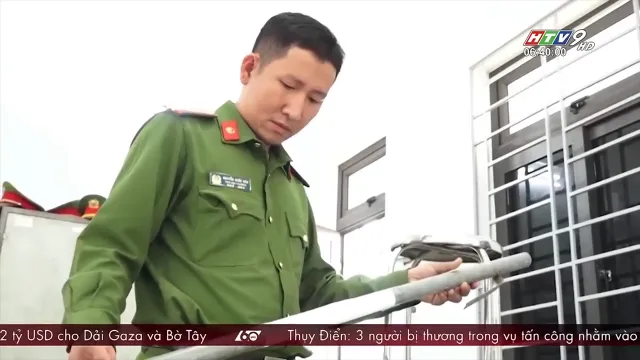 HTV9 HD
06:40:00
2 tỷ USD cho Dải Gaza và Bờ Tây 60 Thụy Điển: 3 người bị thương trong vụ tấn công nhằm vào